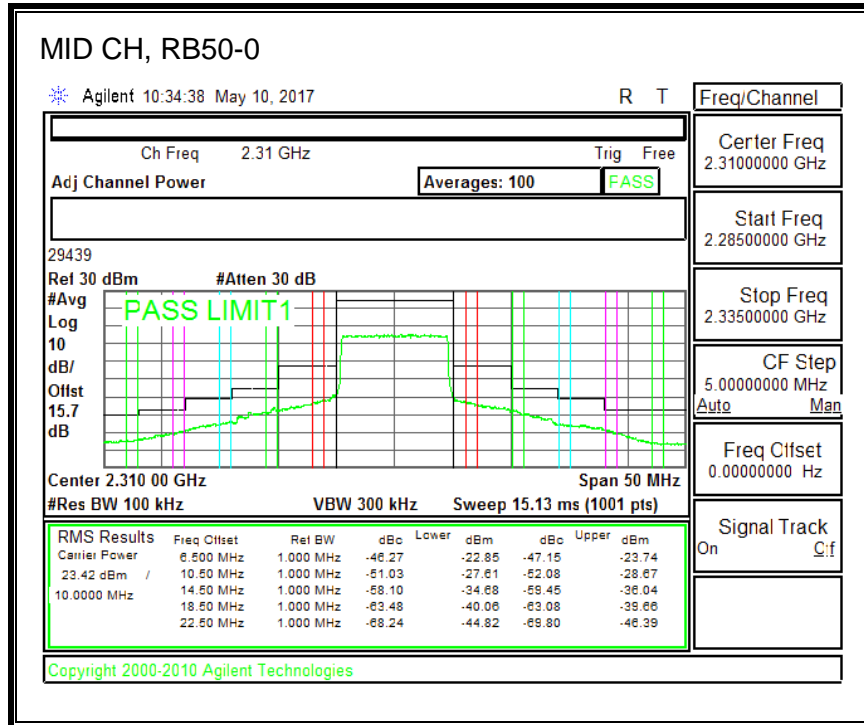 MID CH, RB50-0
Agilent 10:34:38 May 10, 2017 R T
Freq/Channel
Ch Freq 2.31 GHz Trig Free
Adj Channel Power Averages: 100 PASS
Center Freq
2.31000000 GHz
Start Freq
2.28500000 GHz
Stop Freq
2.33500000 GHz
CF Step
5.00000000 MHz
Auto Man
Freq Offset
0.00000000 Hz
Signal Track
On Off
29439
Ref 30 dBm #Atten 30 dB
#Avg
Log
10
dB/
Offst
15.7
dB
PASS LIMIT1
Center 2.310 00 GHz Span 50 MHz
#Res BW 100 kHz VBW 300 kHz Sweep 15.13 ms (1001 pts)
RMS Results Freq Offset Ref BW dBc Lower dBm dBc Upper dBm
Carrier Power 6.500 MHz 1.000 MHz -46.27 -22.85 -47.15 -23.74
23.42 dBm / 10.50 MHz 1.000 MHz -51.03 -27.61 -52.08 -28.67
10.0000 MHz 14.50 MHz 1.000 MHz -58.10 -34.68 -59.45 -36.04
18.50 MHz 1.000 MHz -63.48 -40.06 -63.08 -39.66
22.50 MHz 1.000 MHz -68.24 -44.82 -69.80 -46.39
Copyright 2000-2010 Agilent Technologies